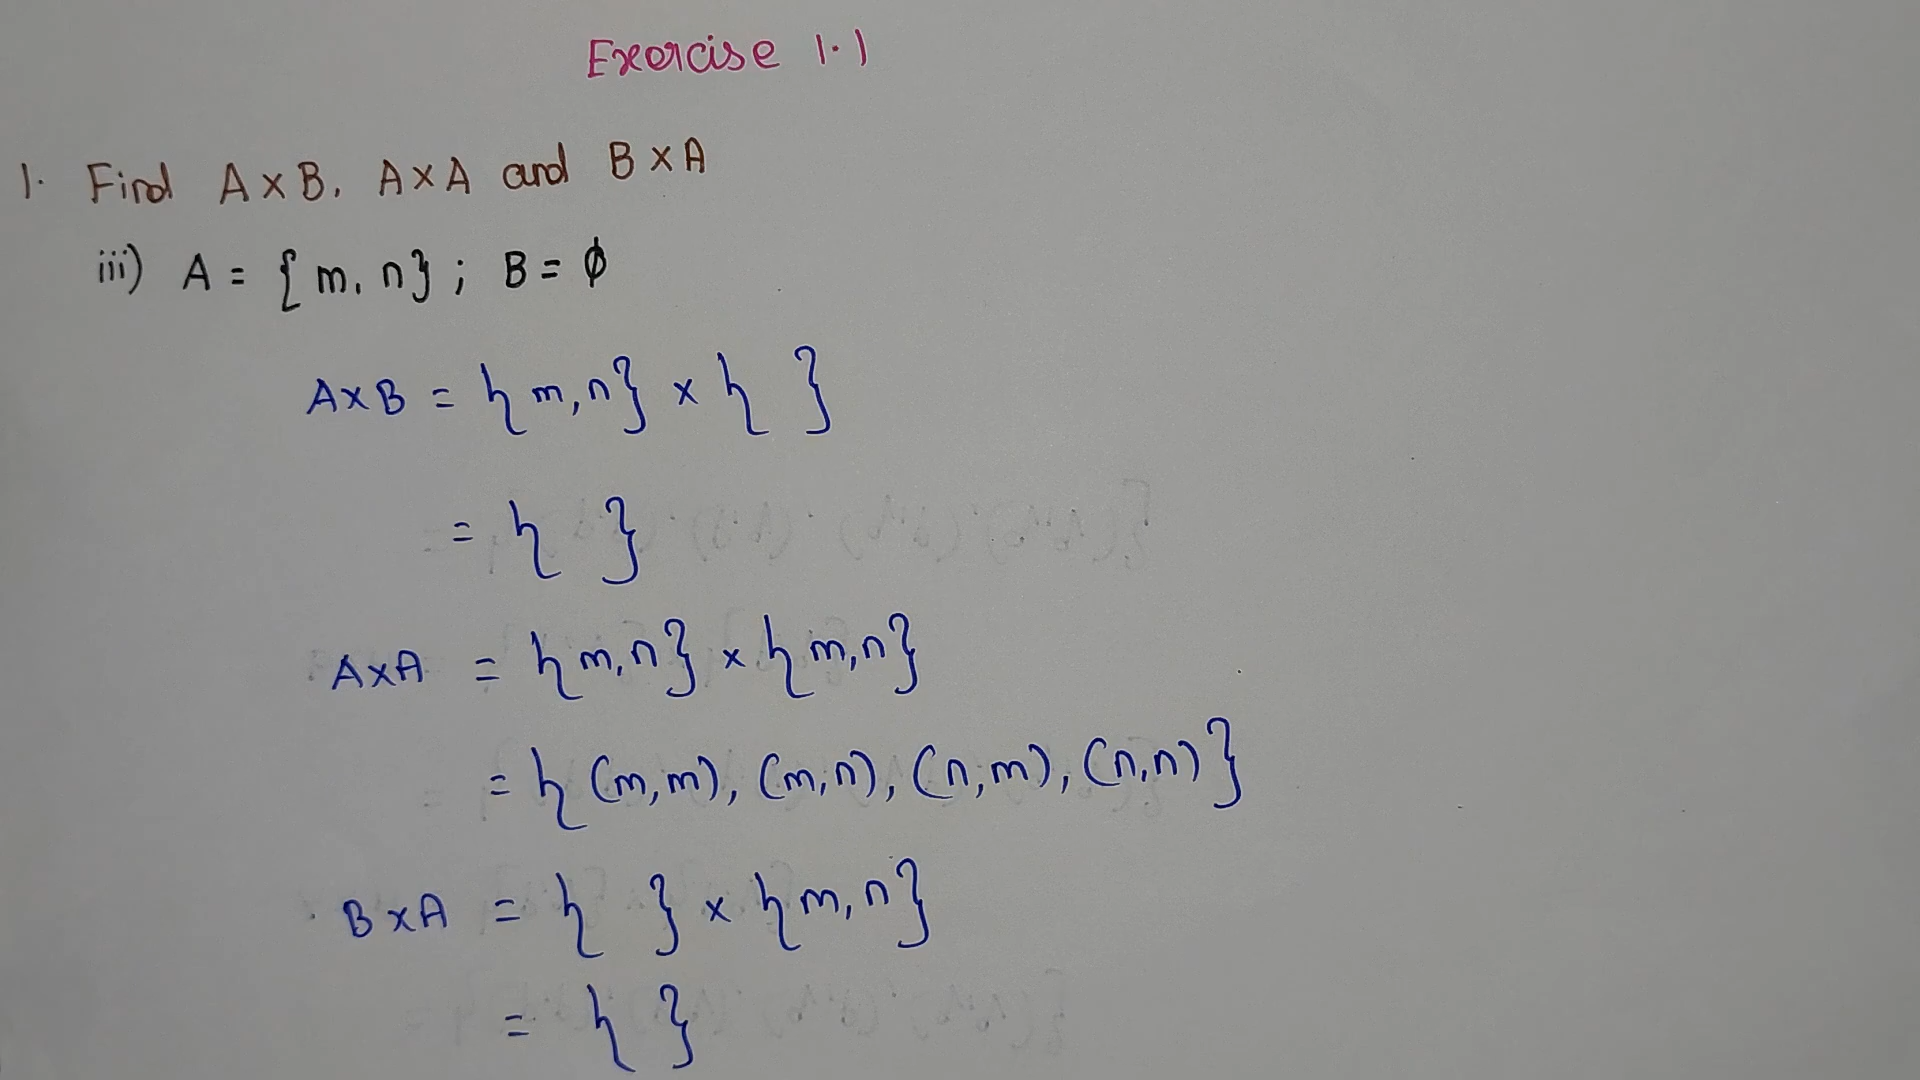 Exercise 1.1
1. Find A×B, A×A and B×A
iii) A = {m, n} ; B = ϕ
A×B = {m,n} × { }
= { }
A×A = {m,n} × {m,n}
= {(m,m), (m,n), (n,m), (n,n)}
B×A = { } × {m,n}
= { }